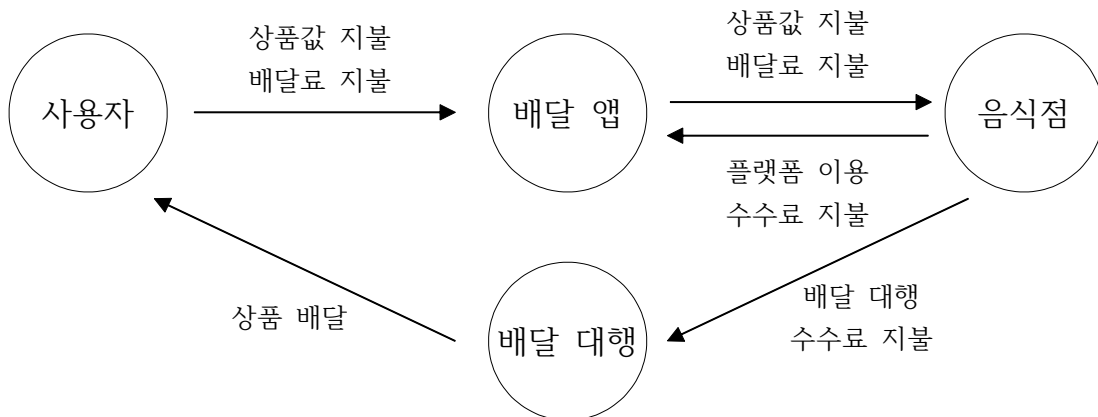 상품값 지불
배달료 지불
상품값 지불
배달료 지불
사용자
배달 앱
음식점
플랫폼 이용
수수료 지불
상품 배달
배달 대행
배달 대행
수수료 지불